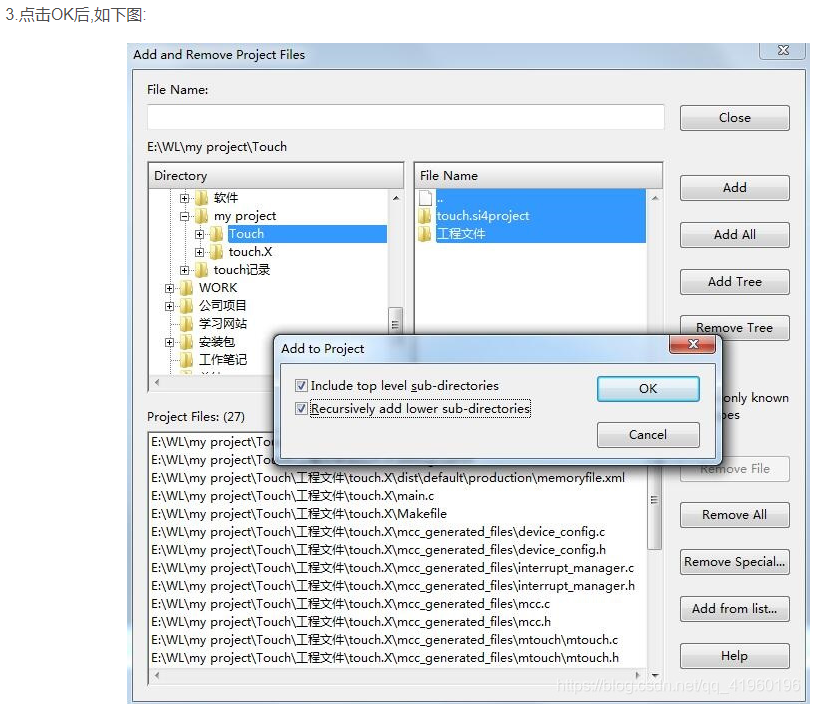 3.点击OK后,如下图:
Add and Remove Project Files
File Name:
Close
E:\WL\my project\Touch
Directory
File Name
软件
my project
Touch
touch.X
touch记录
WORK
公司项目
学习网站
安装包
工作笔记
..
touch.si4project
工程文件
Add
Add All
Add Tree
Remove Tree
Add to Project
Include top level sub-directories
Recursively add lower sub-directories
OK
Cancel
only known
Project Files: (27)
E:\WL\my project\Tou
E:\WL\my project\Tou
E:\WL\my project\Touch\工程文件\touch.X\dist\default\production\memoryfile.xml
E:\WL\my project\Touch\工程文件\touch.X\main.c
E:\WL\my project\Touch\工程文件\touch.X\Makefile
E:\WL\my project\Touch\工程文件\touch.X\mcc_generated_files\device_config.c
E:\WL\my project\Touch\工程文件\touch.X\mcc_generated_files\device_config.h
E:\WL\my project\Touch\工程文件\touch.X\mcc_generated_files\interrupt_manager.c
E:\WL\my project\Touch\工程文件\touch.X\mcc_generated_files\interrupt_manager.h
E:\WL\my project\Touch\工程文件\touch.X\mcc_generated_files\mcc.c
E:\WL\my project\Touch\工程文件\touch.X\mcc_generated_files\mcc.h
E:\WL\my project\Touch\工程文件\touch.X\mcc_generated_files\mtouch\mtouch.c
E:\WL\my project\Touch\工程文件\touch.X\mcc_generated_files\mtouch\mtouch.h
Remove File
Remove All
Remove Special...
Add from list...
Help
https://blog.csdn.net/qq_41960196